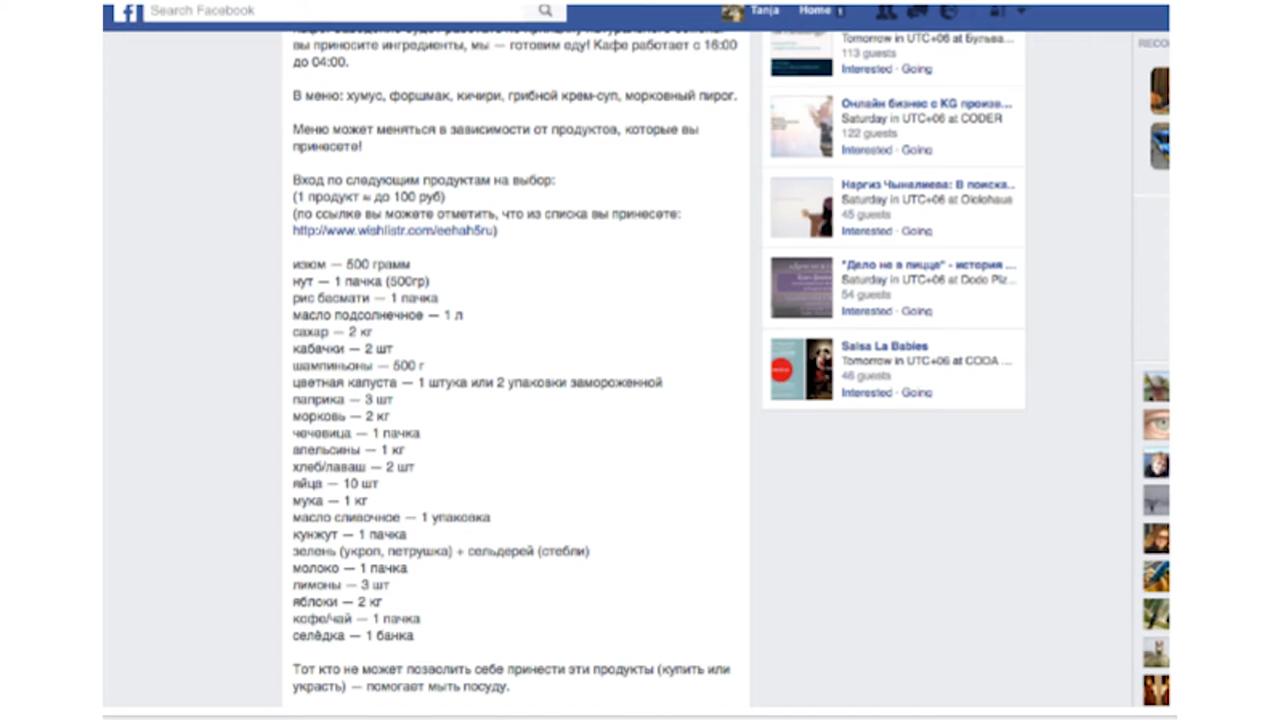 Search Facebook
Tanja
Home 1
вы приносите ингредиенты, мы — готовим еду! Кафе работает с 16:00
до 04:00.
В меню: хумус, форшмак, кичири, грибной крем-суп, морковный пирог.
Меню может меняться в зависимости от продуктов, которые вы
принесете!
Вход по следующим продуктам на выбор:
(1 продукт ≈ до 100 руб)
(по ссылке вы можете отметить, что из списка вы принесете:
http://www.wishlistr.com/eehah5ru)
изюм — 500 грамм
нут — 1 пачка (500гр)
рис басмати — 1 пачка
масло подсолнечное — 1 л
сахар — 2 кг
кабачки — 2 шт
шампиньоны — 500 г
цветная капуста — 1 штука или 2 упаковки замороженной
паприка — 3 шт
морковь — 2 кг
чечевица — 1 пачка
апельсины — 1 кг
хлеб/лаваш — 2 шт
яйца — 10 шт
мука — 1 кг
масло сливочное — 1 упаковка
кунжут — 1 пачка
зелень (укроп, петрушка) + сельдерей (стебли)
молоко — 1 пачка
лимоны — 3 шт
яблоки — 2 кг
кофе/чай — 1 пачка
селёдка — 1 банка
Тот кто не может позволить себе принести эти продукты (купить или
украсть) — помогает мыть посуду.
Tomorrow in UTC+06 at Бульва...
113 guests
Interested · Going
Онлайн бизнес с KG произв...
Saturday in UTC+06 at CODER
122 guests
Interested · Going
Наргиз Чыналиева: В поиска...
Saturday in UTC+06 at Ololohaus
45 guests
Interested · Going
"Дело не в пицце" - история ...
Saturday in UTC+06 at Dodo Piz...
54 guests
Interested · Going
Salsa La Babies
Tomorrow in UTC+06 at CODA ...
46 guests
Interested · Going
RECO